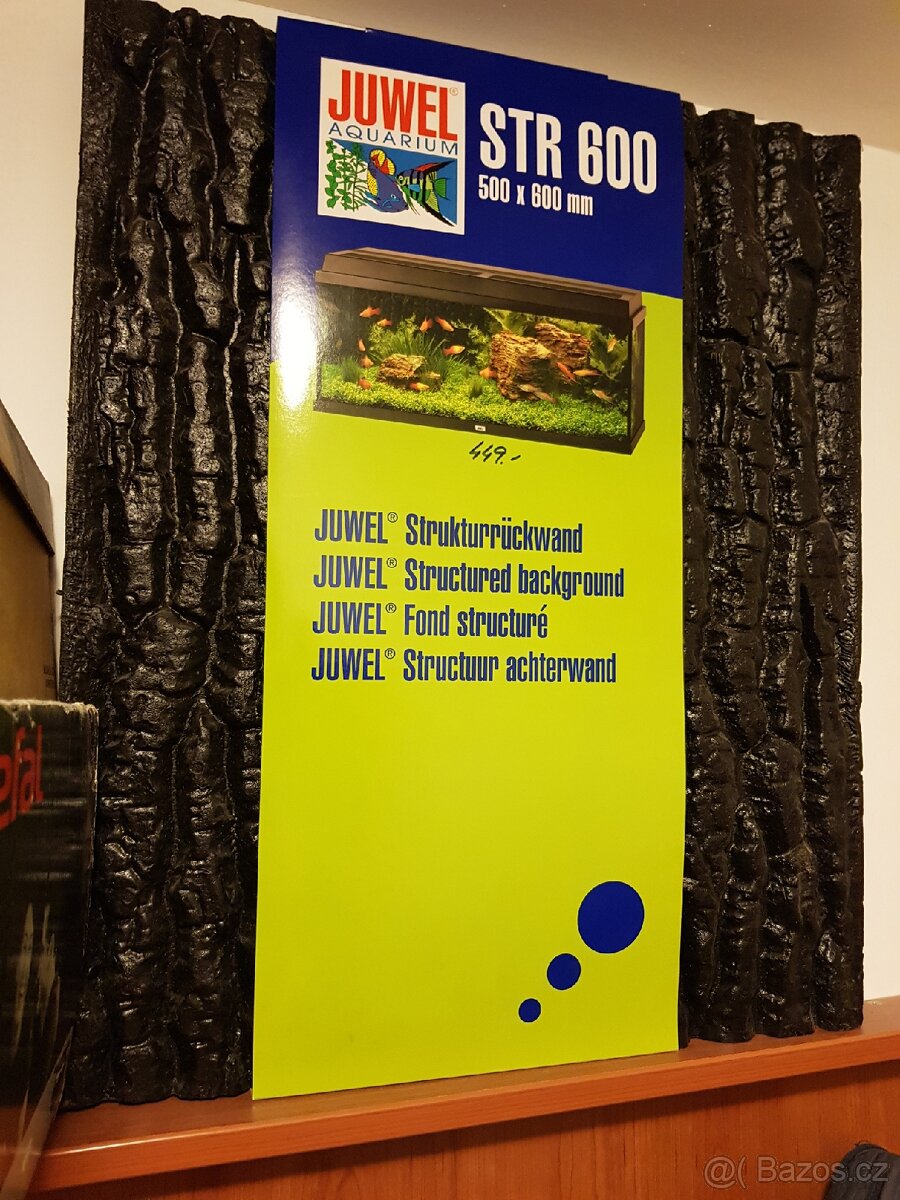 JUWEL®
AQUARIUM
STR 600
500 x 600 mm
449.-
JUWEL® Strukturrückwand
JUWEL® Structured background
JUWEL® Fond structuré
JUWEL® Structuur achterwand
efal
@( Bazos.cz